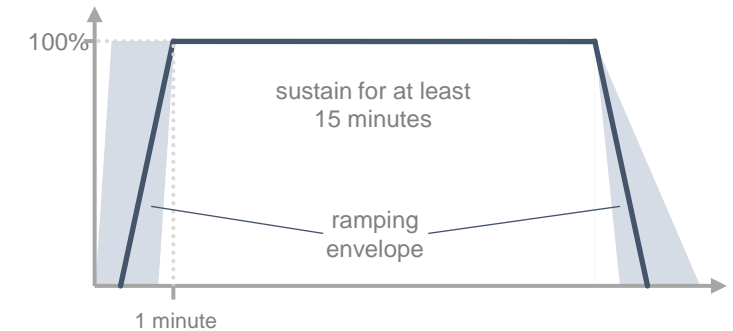 100%
sustain for at least
15 minutes
ramping
envelope
1 minute